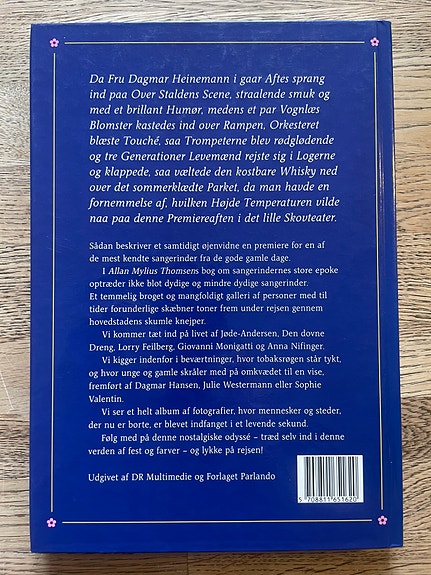 Da Fru Dagmar Heinemann i gaar Aftes sprang
ind paa Over Staldens Scene, straalende smuk og
med et brillant Humør, medens et par Vognlæs
Blomster kastedes ind over Rampen, Orkesteret
blæste Touché, saa Trompeterne blev rødglødende
og tre Generationer Levemænd rejste sig i Logerne
og klappede, saa væltede den kostbare Whisky ned
over det sommerklædte Parket, da man havde en
fornemmelse af, hvilken Højde Temperaturen vilde
naa paa denne Premiereaften i det lille Skovteater.
Sådan beskriver et samtidigt øjenvidne en premiere for en af
de mest kendte sangerinder fra de gode gamle dage.
I Allan Mylius Thomsens bog om sangerindernes store epoke
optræder ikke blot dydige og mindre dydige sangerinder.
Et temmelig broget og mangfoldigt galleri af personer med til
tider forunderlige skæbner toner frem under rejsen gennem
hovedstadens skumle knejper.
Vi kommer tæt ind på livet af Jøde-Andersen, Den dovne
Dreng, Lorry Feilberg, Giovanni Monigatti og Anna Nifinger.
Vi kigger indenfor i beværtninger, hvor tobaksrøgen står tykt,
og hvor unge og gamle skråler med på omkvædet til en vise,
fremført af Dagmar Hansen, Julie Westermann eller Sophie
Valentin.
Vi ser et helt album af fotografier, hvor mennesker og steder,
der nu er borte, er blevet indfanget i et levende sekund.
Følg med på denne nostalgiske odyssé – træd selv ind i denne
verden af fest og farver – og lykke på rejsen!
Udgivet af DR Multimedie og Forlaget Parlando
5 708811 651620